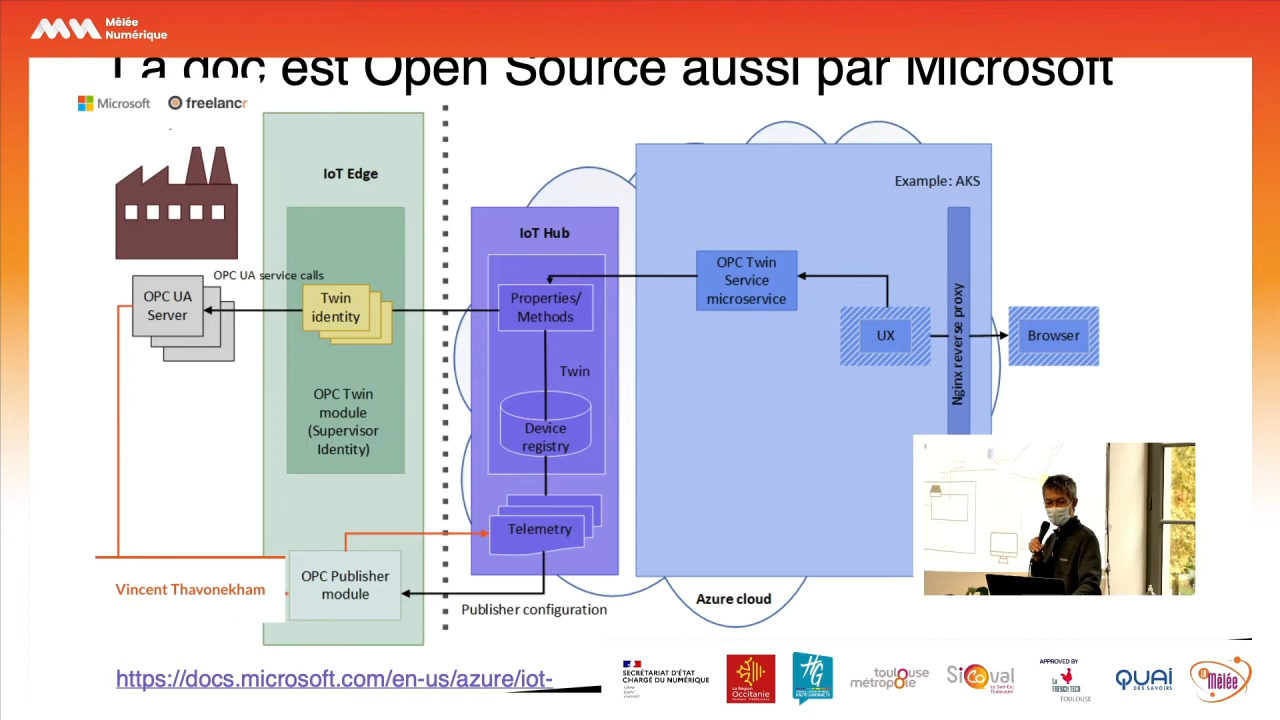 Mêlée
Numérique
La doc est Open Source aussi par Microsoft
Microsoft
freelancr
IoT Edge
Example: AKS
IoT Hub
OPC UA service calls
OPC UA
Server
Twin
identity
Properties/
Methods
OPC Twin
Service
microservice
UX
Nginx reverse proxy
Browser
Twin
OPC Twin
module
(Supervisor
Identity)
Device
registry
Telemetry
OPC Publisher
module
Vincent Thavonekham
Publisher configuration
Azure cloud
https://docs.microsoft.com/en-us/azure/iot-
SECRÉTARIAT D'ÉTAT
CHARGÉ DU NUMÉRIQUE
La Région
Occitanie
HG
toulouse
métropole
Sicoval
APPROVED BY
LA
FRENCH TECH
TOULOUSE
QUAI
DES SAVOIRS
la
Mêlée